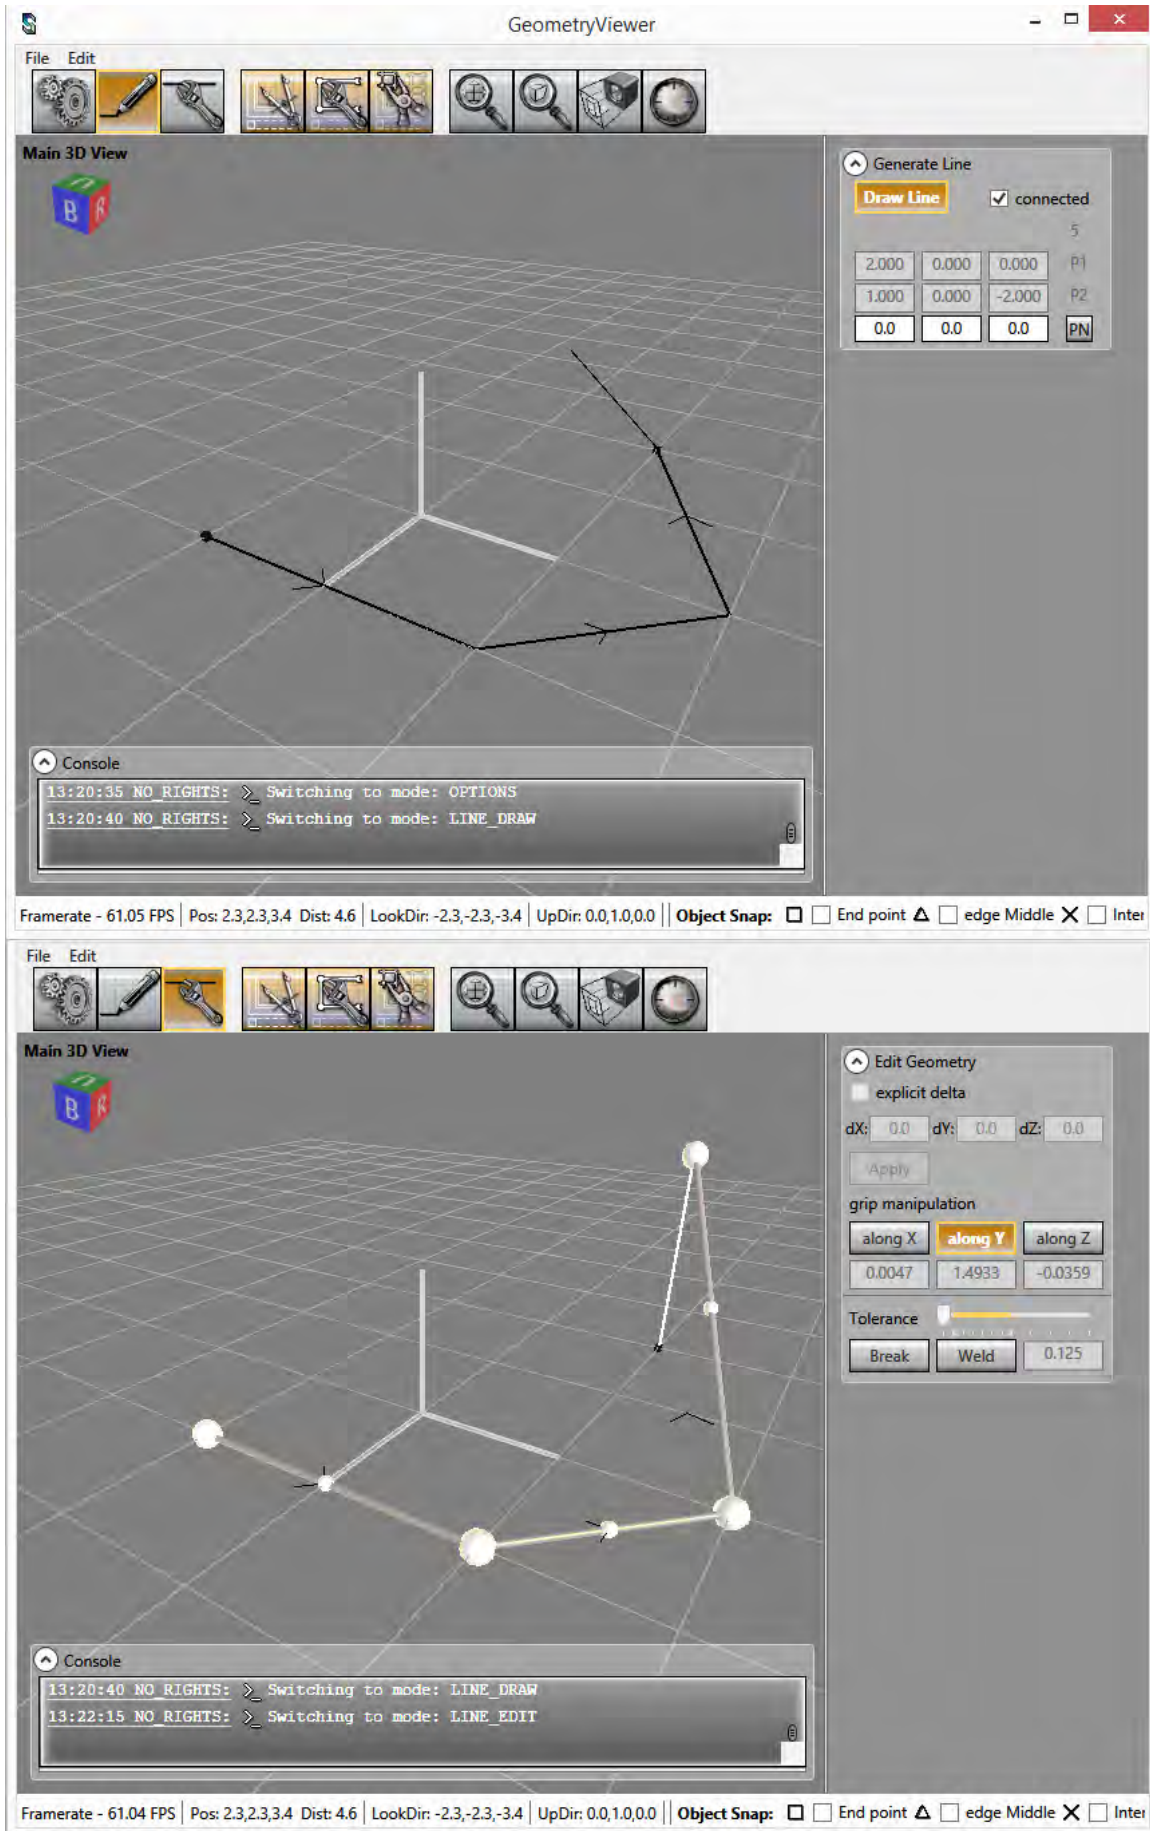 GeometryViewer
File Edit
Main 3D View
B R
Generate Line
Draw Line connected
5
2.000 0.000 0.000 P1
1.000 0.000 -2.000 P2
0.0 0.0 0.0 PN
Console
13:20:35 NO_RIGHTS: >_ Switching to mode: OPTIONS
13:20:40 NO_RIGHTS: >_ Switching to mode: LINE_DRAW
Framerate - 61.05 FPS Pos: 2.3,2.3,3.4 Dist: 4.6 LookDir: -2.3,-2.3,-3.4 UpDir: 0.0,1.0,0.0 Object Snap: End point edge Middle Inter
File Edit
Main 3D View
B R
Edit Geometry
explicit delta
dX: 0.0 dY: 0.0 dZ: 0.0
Apply
grip manipulation
along X along Y along Z
0.0047 1.4933 -0.0359
Tolerance
Break Weld 0.125
Console
13:20:40 NO_RIGHTS: >_ Switching to mode: LINE_DRAW
13:22:15 NO_RIGHTS: >_ Switching to mode: LINE_EDIT
Framerate - 61.04 FPS Pos: 2.3,2.3,3.4 Dist: 4.6 LookDir: -2.3,-2.3,-3.4 UpDir: 0.0,1.0,0.0 Object Snap: End point edge Middle Inter